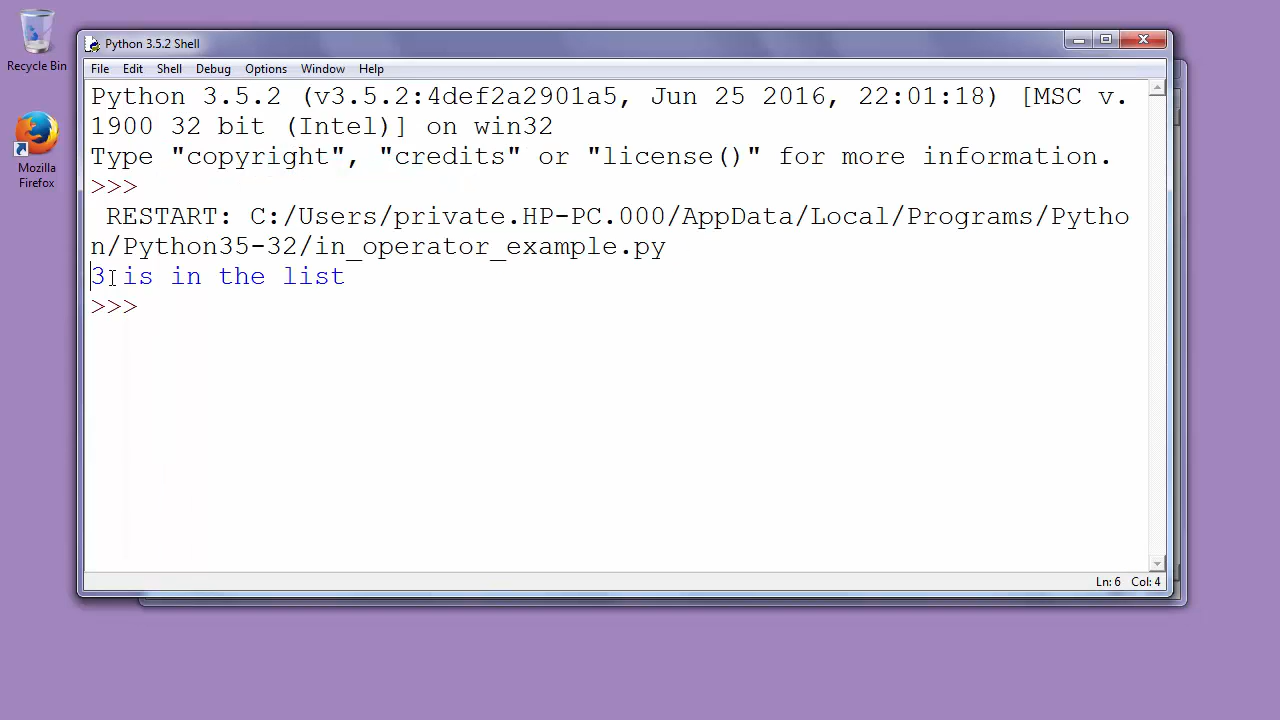 Recycle Bin
Mozilla
Firefox
Python 3.5.2 Shell
File Edit Shell Debug Options Window Help
Python 3.5.2 (v3.5.2:4def2a2901a5, Jun 25 2016, 22:01:18) [MSC v.
1900 32 bit (Intel)] on win32
Type "copyright", "credits" or "license()" for more information.
>>>
RESTART: C:/Users/private.HP-PC.000/AppData/Local/Programs/Pytho
n/Python35-32/in_operator_example.py
3 is in the list
>>>
Ln: 6 Col: 4